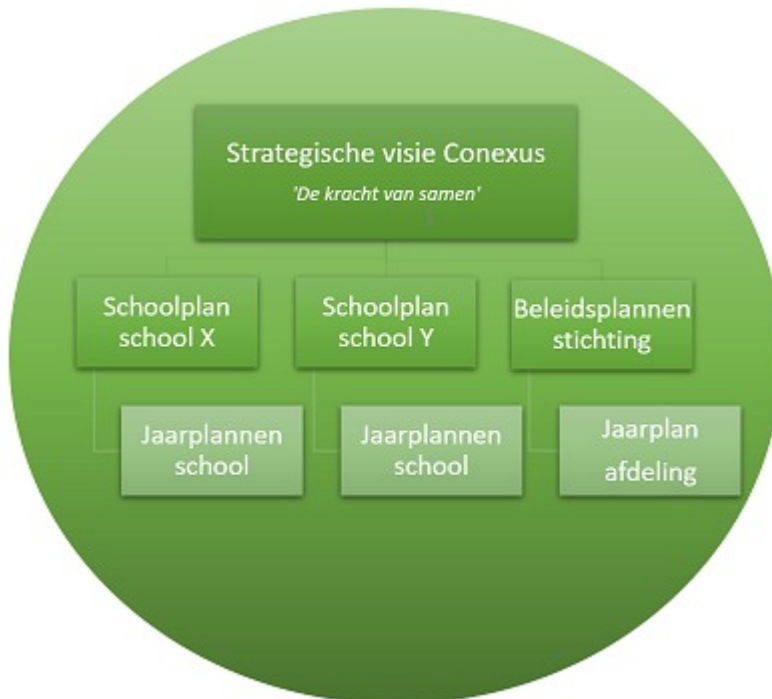 Strategische visie Conexus
'De kracht van samen'
Schoolplan
school X
Schoolplan
school Y
Beleidsplannen
stichting
Jaarplannen
school
Jaarplannen
school
Jaarplan
afdeling